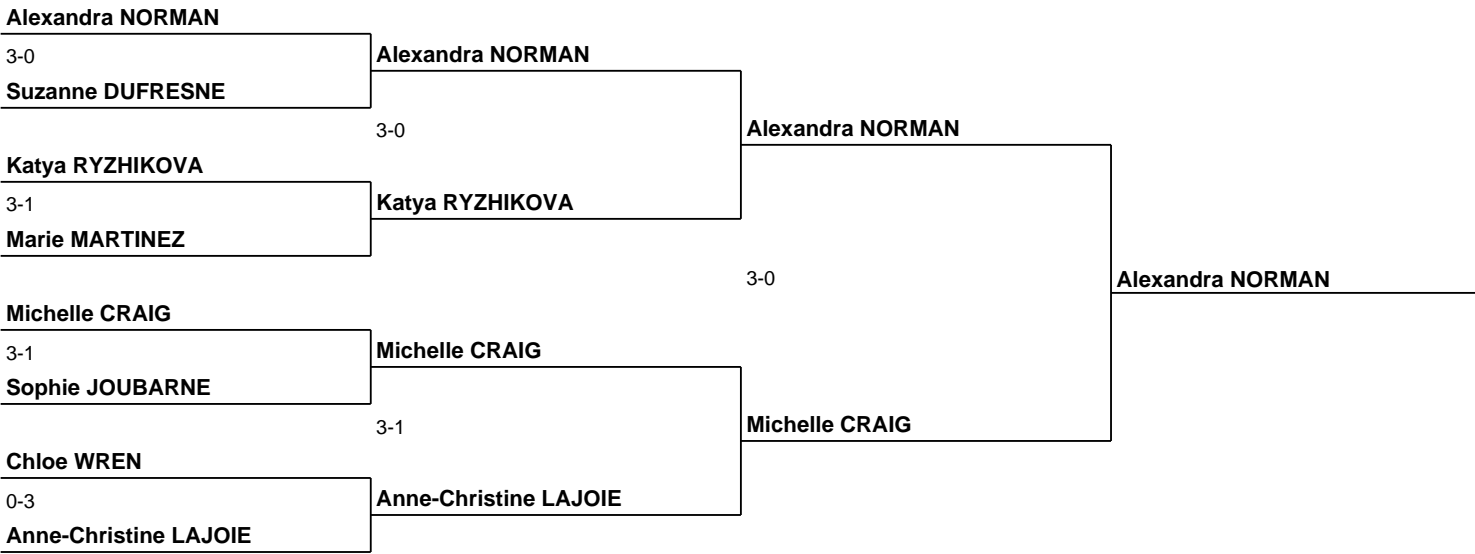 Alexandra NORMAN
3-0
Suzanne DUFRESNE
Katya RYZHIKOVA
3-1
Marie MARTINEZ
Michelle CRAIG
3-1
Sophie JOUBARNE
Chloe WREN
0-3
Anne-Christine LAJOIE
Alexandra NORMAN
3-0
Katya RYZHIKOVA
Michelle CRAIG
3-1
Anne-Christine LAJOIE
Alexandra NORMAN
3-0
Michelle CRAIG
Alexandra NORMAN